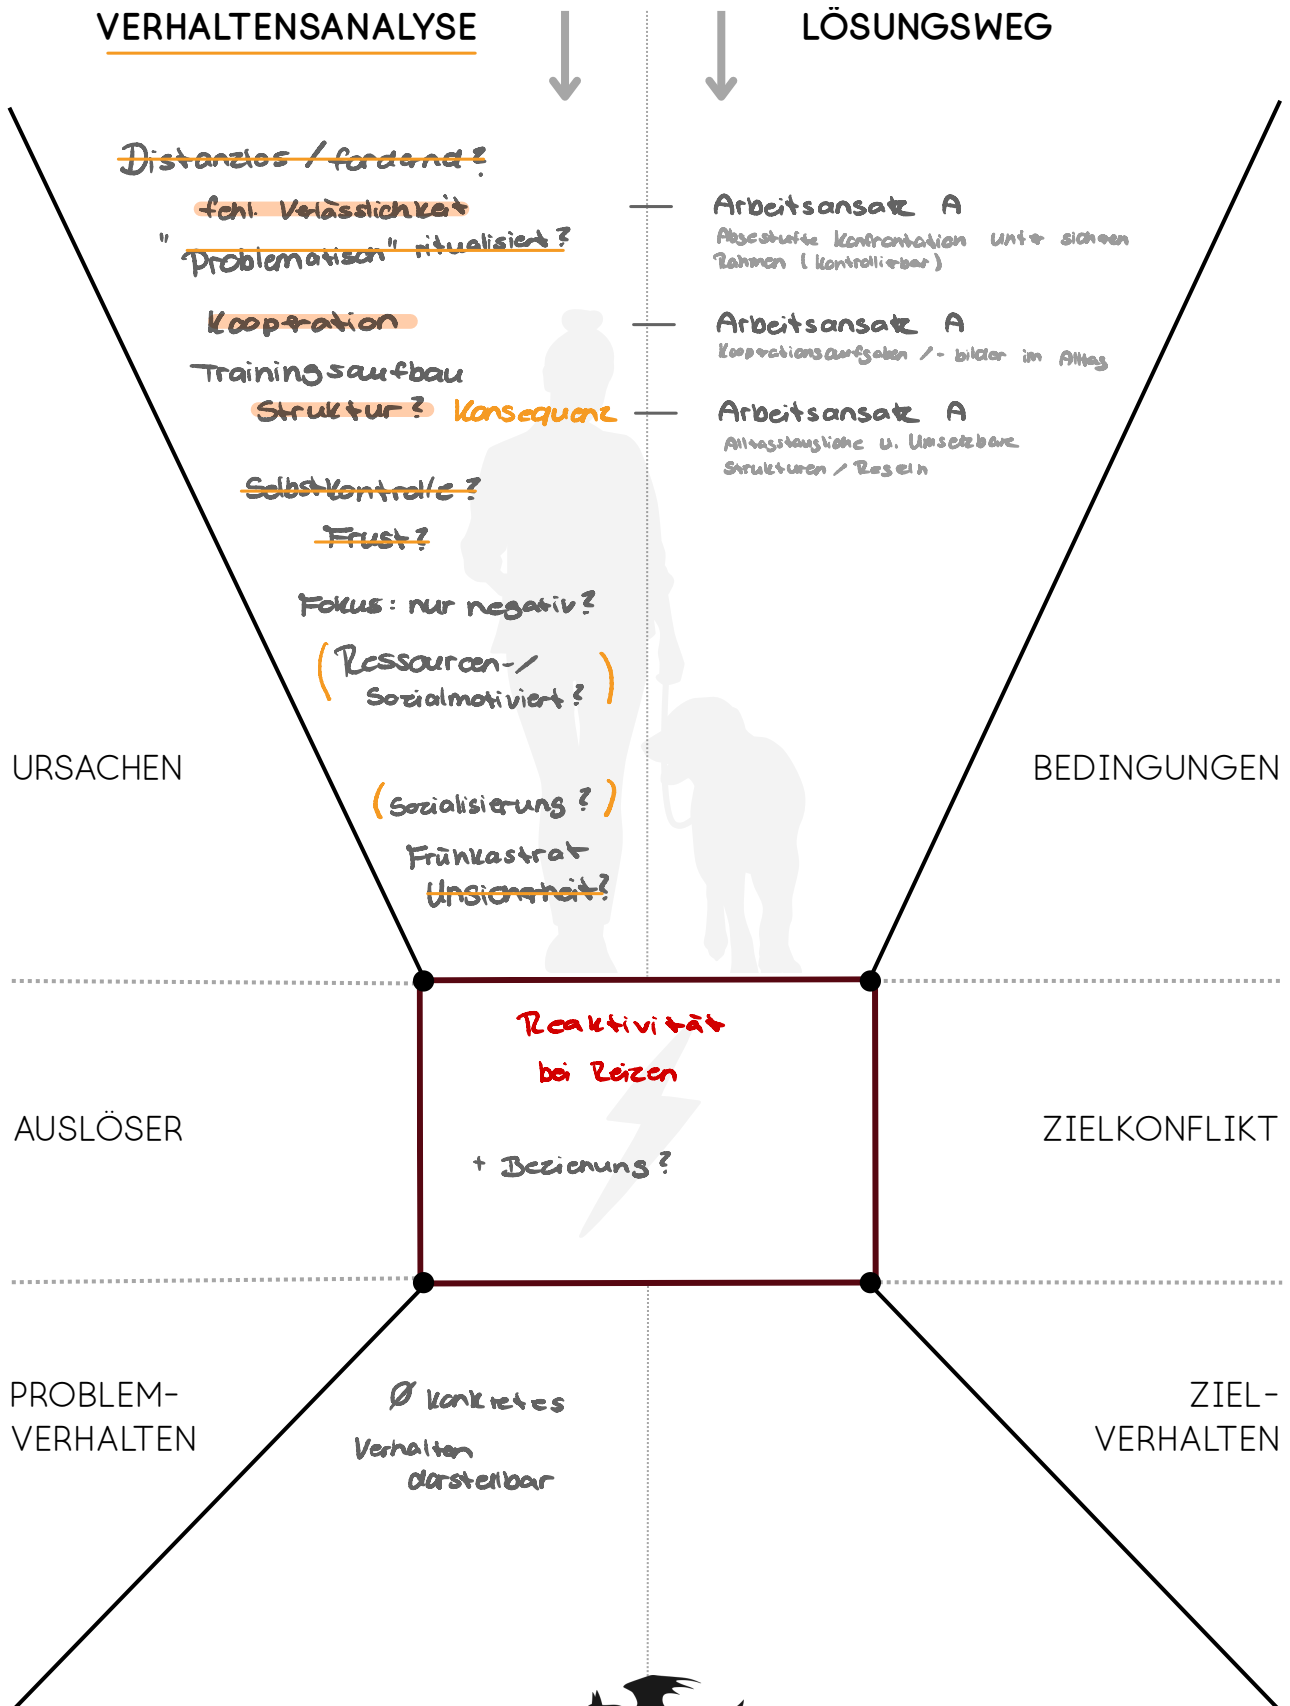 VERHALTENSANALYSE
LÖSUNGSWEG
Distanzlos / fordernd?
fehl. Verlässlichkeit
"Problematisch" ritualisiert?
Kooperation
Trainingsaufbau
Struktur? Konsequenz
Selbstkontrolle?
Frust?
Fokus: nur negativ?
(Ressourcen-/
Sozialmotiviert?)
(Sozialisierung?)
Frühkastrat
Unsicherheit?
Arbeitsansatz A
Abgestufte Konfrontation unter sicheren
Rahmen (kontrollierbar)
Arbeitsansatz A
Kooperationsaufgaben /- bilder im Alltag
Arbeitsansatz A
Alltagstaugliche u. Umsetzbare
Strukturen / Regeln
URSACHEN
BEDINGUNGEN
Reaktivität
bei Reizen
+ Beziehung?
AUSLÖSER
ZIELKONFLIKT
PROBLEM-
VERHALTEN
Ø konkretes
Verhalten
darstellbar
ZIEL-
VERHALTEN